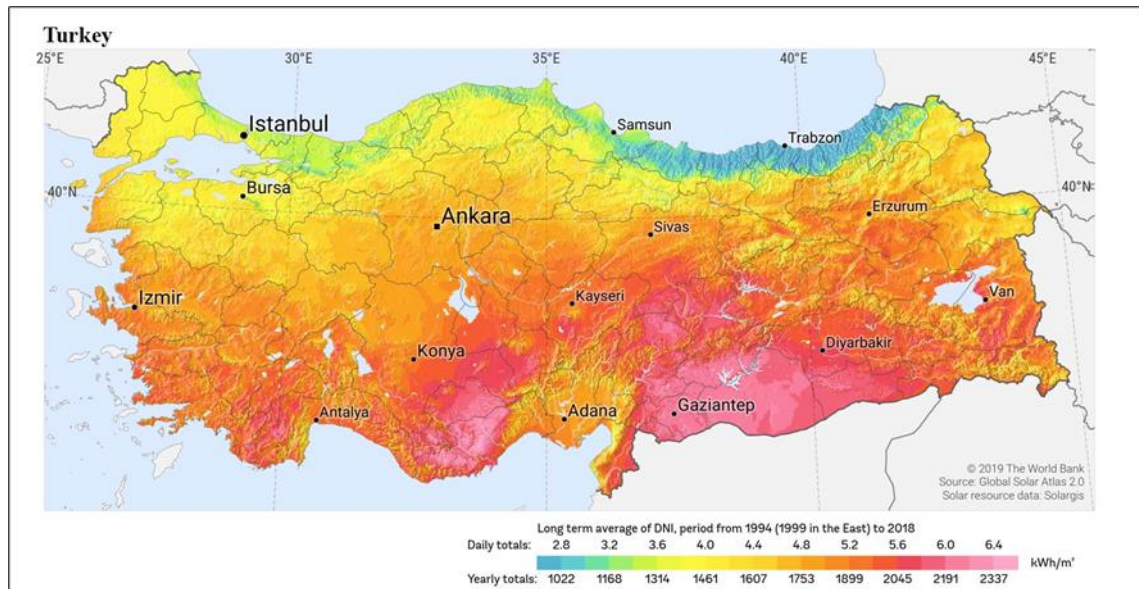 Turkey
25°E 30°E 35°E 40°E 45°E
Istanbul
Samsun
Trabzon
Bursa
40°N 40°N
Ankara
Erzurum
Sivas
Izmir
Kayseri
Van
Konya
Diyarbakir
Antalya
Adana
Gaziantep
© 2019 The World Bank
Source: Global Solar Atlas 2.0
Solar resource data: Solargis
Long term average of DNI, period from 1994 (1999 in the East) to 2018
Daily totals: 2.8 3.2 3.6 4.0 4.4 4.8 5.2 5.6 6.0 6.4
kWh/m²
Yearly totals: 1022 1168 1314 1461 1607 1753 1899 2045 2191 2337